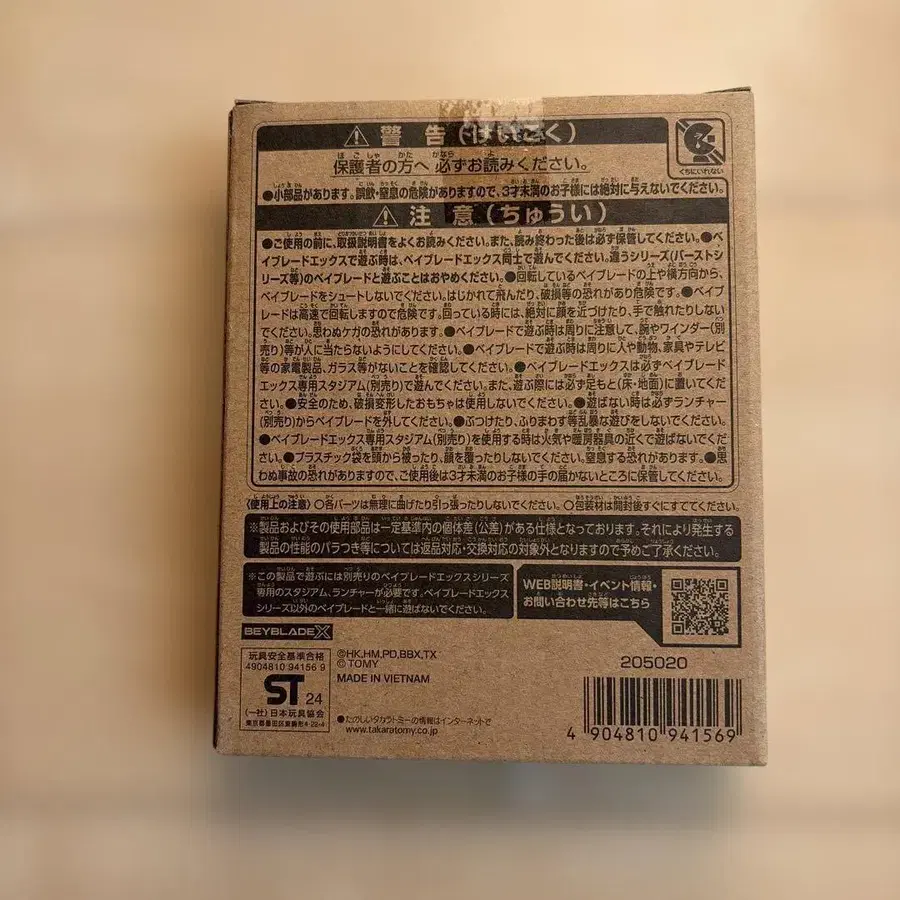 ⚠ 警告(けいこく)
保護者の方へ 必ずお読みください。
くちにいれない
●小部品があります。誤飲・窒息の危険がありますので、3才未満のお子様には絶対に与えないでください。
⚠ 注意(ちゅうい)
●ご使用の前に、取扱説明書をよくお読みください。また、読み終わった後は必ず保管してください。●ベ
イブレードエックスで遊ぶ時は、ベイブレードエックス同士で遊んでください。違うシリーズ(バーストシ
リーズ等)のベイブレードと遊ぶことはおやめください。●回転しているベイブレードの上や横方向から、
ベイブレードをシュートしないでください。はじかれて飛んだり、破損等の恐れがあり危険です。●ベイブ
レードは高速で回転しますので危険です。回っている時には、絶対に顔を近づけたり、手で触れたりしない
でください。思わぬケガの恐れがあります。●ベイブレードで遊ぶ時は周りに注意して、腕やワインダー(別
売り)等が人に当たらないようにしてください。●ベイブレードで遊ぶ時は周りに人や動物、家具やテレビ
等の家電製品、ガラス等がないことを確認してください。●ベイブレードエックスは必ずベイブレード
エックス専用スタジアム(別売り)で遊んでください。また、遊ぶ際には必ず足もと(床・地面)に置いてくだ
さい。●安全のため、破損変形したおもちゃは使用しないでください。●遊ばない時は必ずランチャー
(別売り)からベイブレードを外してください。●ぶつけたり、ふりまわす等乱暴な遊びをしないでください。
●ベイブレードエックス専用スタジアム(別売り)を使用する時は火気や暖房器具の近くで遊ばないでくだ
さい。●プラスチック袋を頭から被ったり、顔を覆ったりしないでください。窒息する恐れがあります。●思
わぬ事故の恐れがありますので、ご使用後は3才未満のお子様の手の届かないところに保管してください。
〈使用上の注意〉○各パーツは無理に曲げたり引っ張ったりしないでください。○包装材は開封後すぐにすててください。
※製品およびその使用部品は一定基準内の個体差(公差)がある仕様となっております。それにより発生する
製品の性能のバラつき等については返品対応・交換対応の対象外となりますので予めご了承ください。
※この製品で遊ぶには別売りのベイブレードエックスシリーズ
専用のスタジアム、ランチャーが必要です。ベイブレードエックス
シリーズ以外のベイブレードと一緒に遊ばないでください。
WEB説明書・イベント情報・
お問い合わせ先等はこちら
BEYBLADE X
玩具安全基準合格
4904810 94156 9
ST 24
(一社)日本玩具協会
東京都墨田区東駒形4-22-4
©HK,HM,PD,BBX,TX
© TOMY
MADE IN VIETNAM
●たのしいタカラトミーの情報はインターネットで
www.takaratomy.co.jp
205020
4 904810 941569